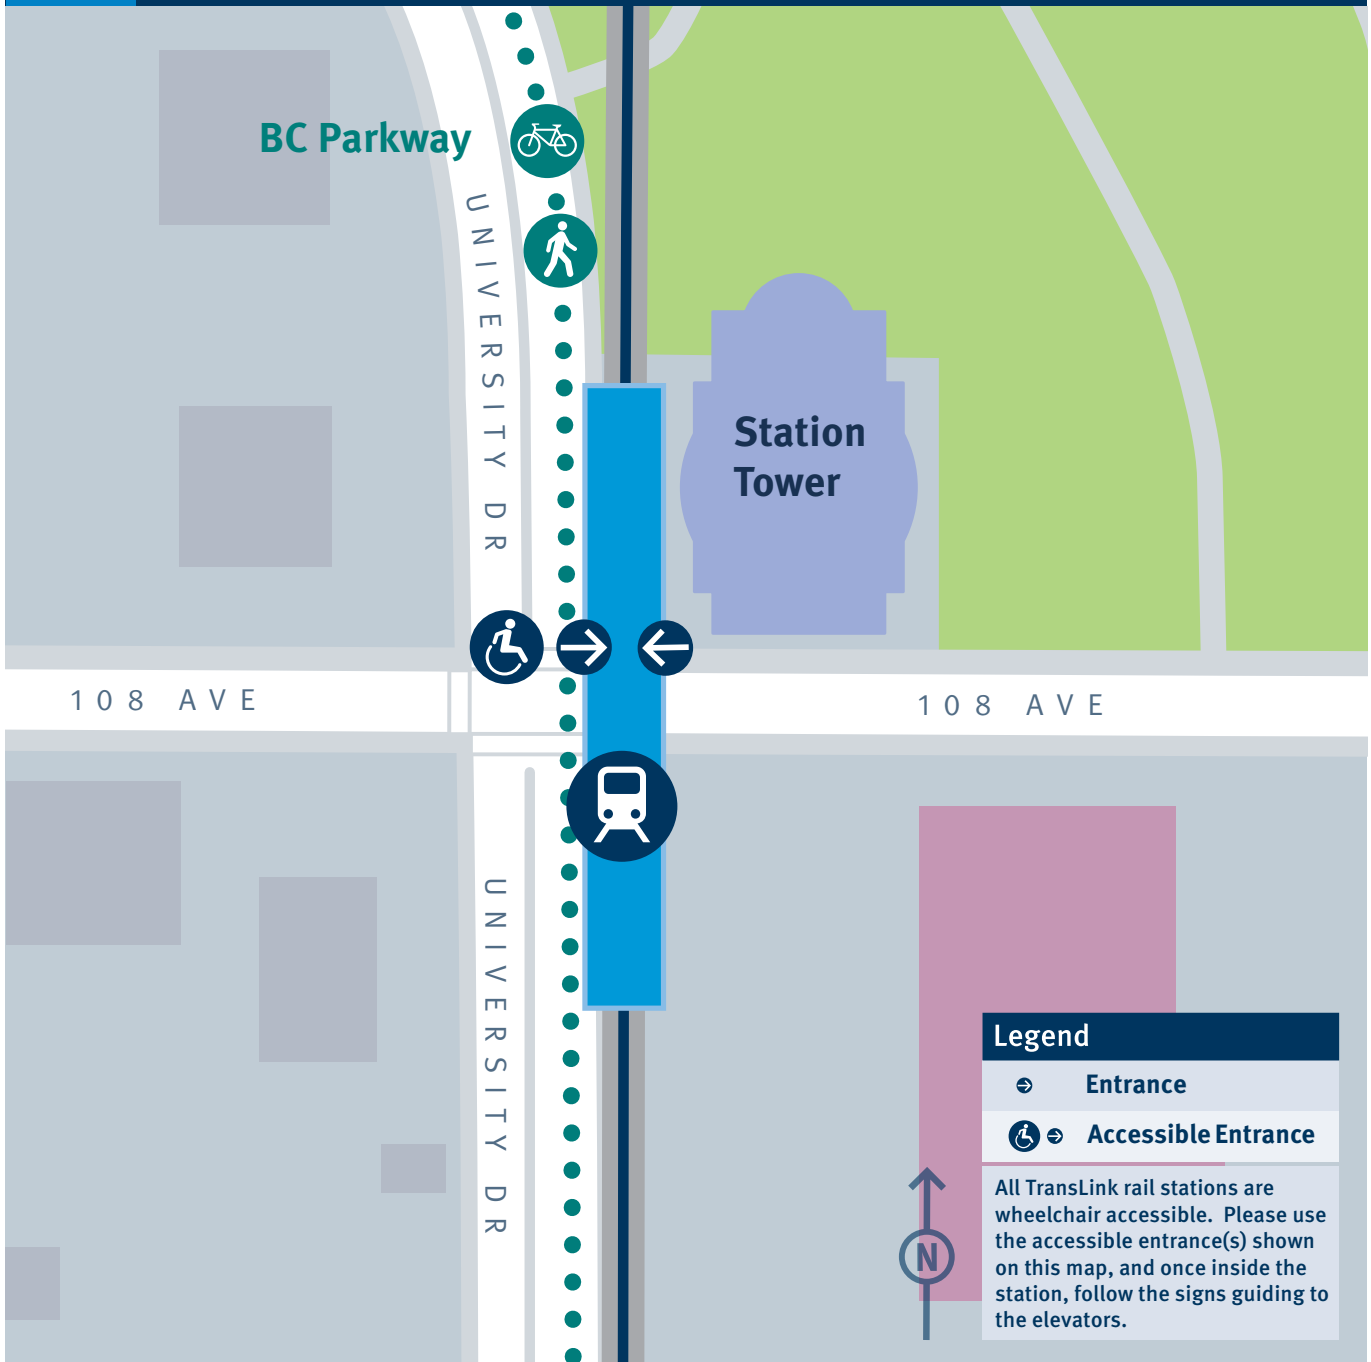 BC Parkway
UNIVERSITY DR
Station
Tower
108 AVE
108 AVE
UNIVERSITY DR
Legend
Entrance
Accessible Entrance
All TransLink rail stations are
wheelchair accessible. Please use
the accessible entrance(s) shown
on this map, and once inside the
station, follow the signs guiding to
the elevators.
N